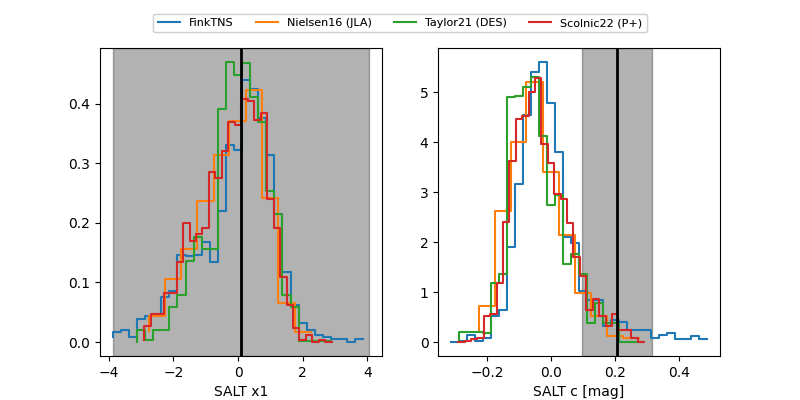 FinkTNS Nielsen16 (JLA) Taylor21 (DES) Scolnic22 (P+)
0.4
0.3
0.2
0.1
0.0
−4 −2 0 2 4
SALT x1
5
4
3
2
1
0
−0.2 0.0 0.2 0.4
SALT c [mag]